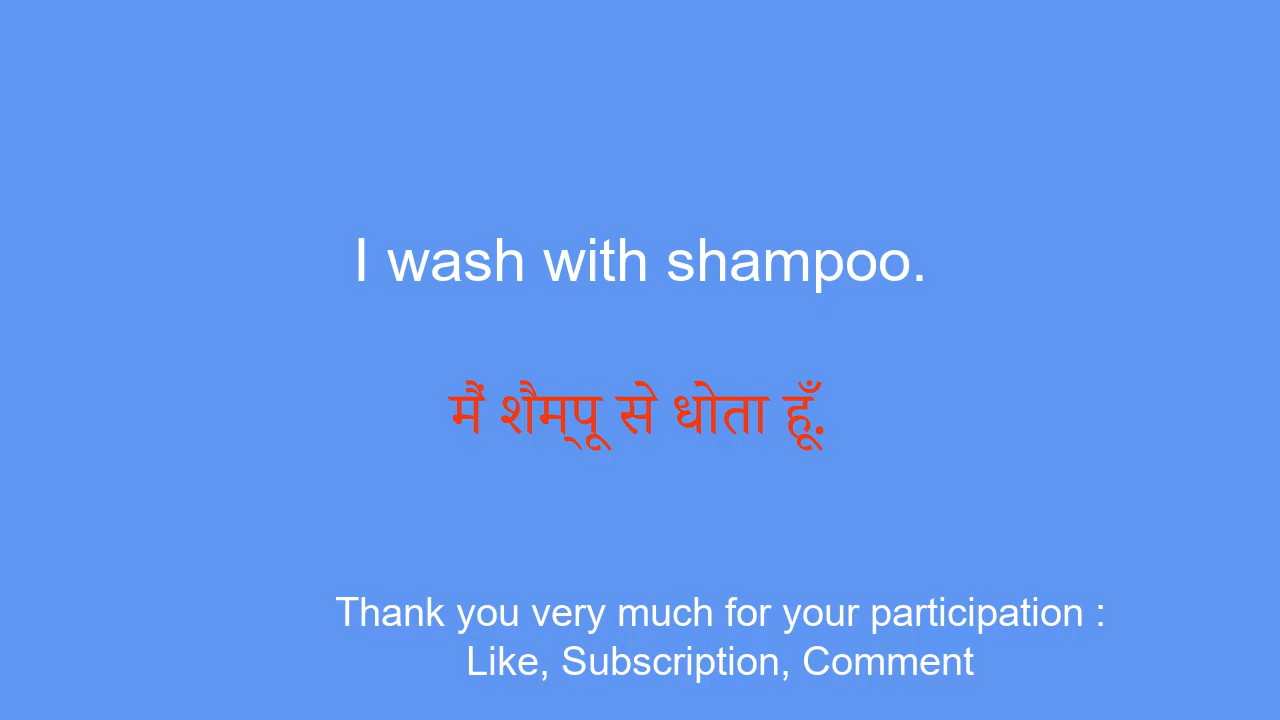 I wash with shampoo.
मैं शैम्पू से धोता हूँ.
Thank you very much for your participation :
Like, Subscription, Comment